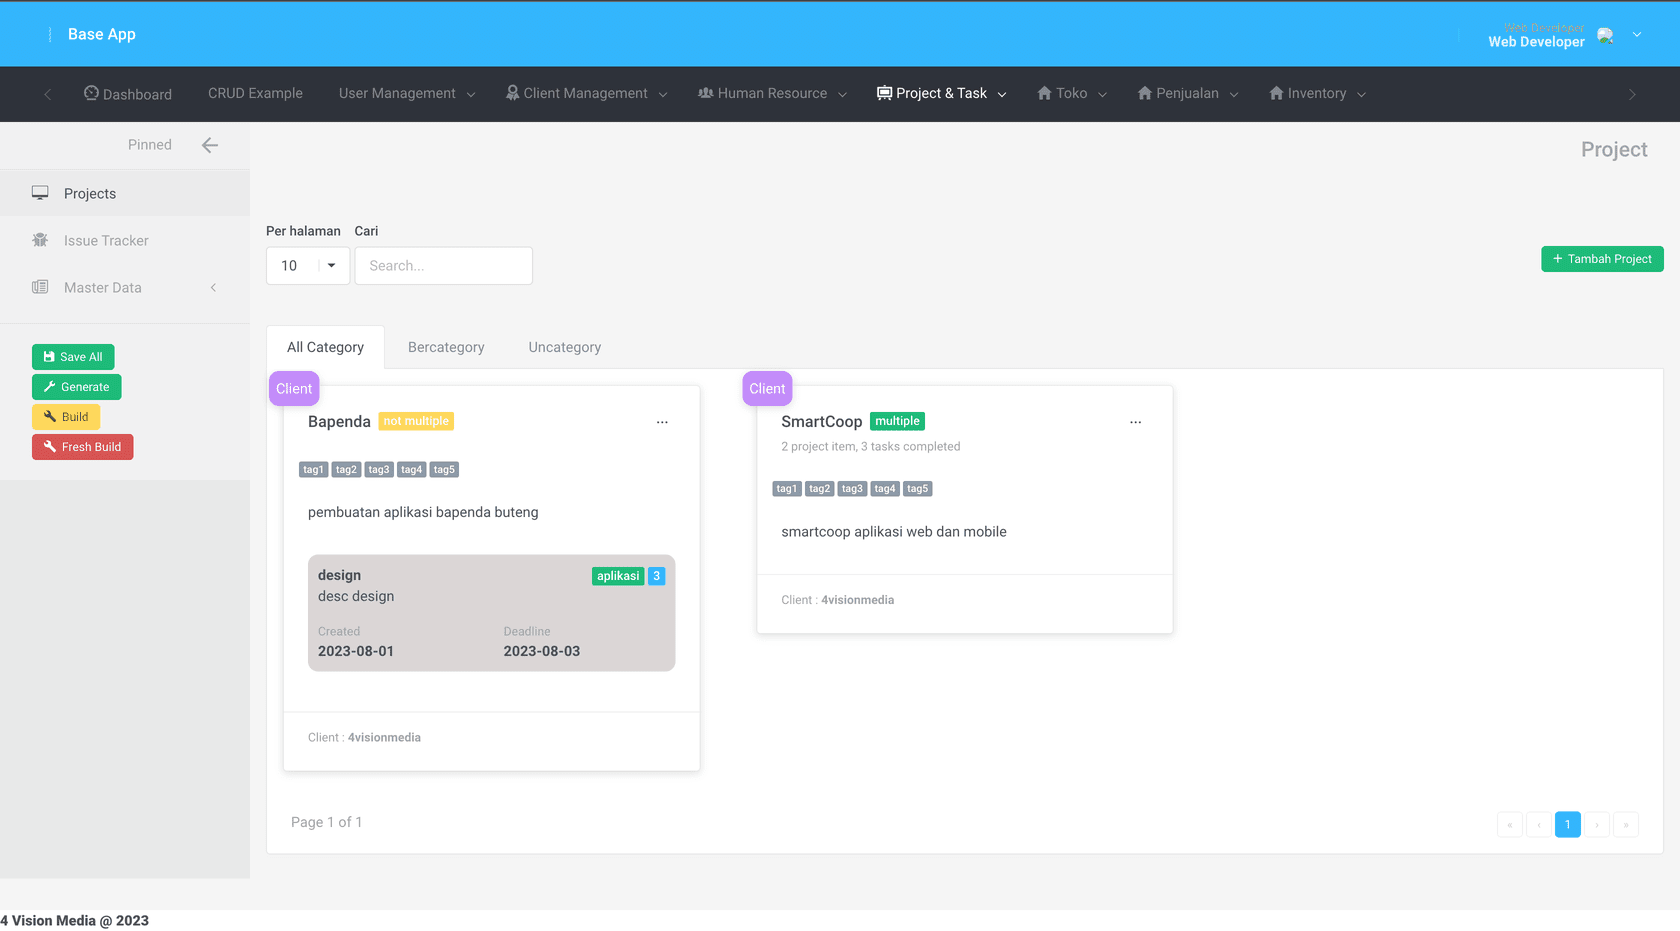 Base App
Web Developer
Web Developer
Dashboard
CRUD Example
User Management
Client Management
Human Resource
Project & Task
Toko
Penjualan
Inventory
Pinned
Project
Projects
Issue Tracker
Master Data
Save All
Generate
Build
Fresh Build
Per halaman
Cari
10
Search...
+ Tambah Project
All Category
Bercategory
Uncategory
Client
Bapenda not multiple
...
tag1 tag2 tag3 tag4 tag5
pembuatan aplikasi bapenda buteng
design
aplikasi 3
desc design
Created
Deadline
2023-08-01
2023-08-03
Client : 4visionmedia
Client
SmartCoop multiple
...
2 project item, 3 tasks completed
tag1 tag2 tag3 tag4 tag5
smartcoop aplikasi web dan mobile
Client : 4visionmedia
Page 1 of 1
« ‹ 1 › »
4 Vision Media @ 2023